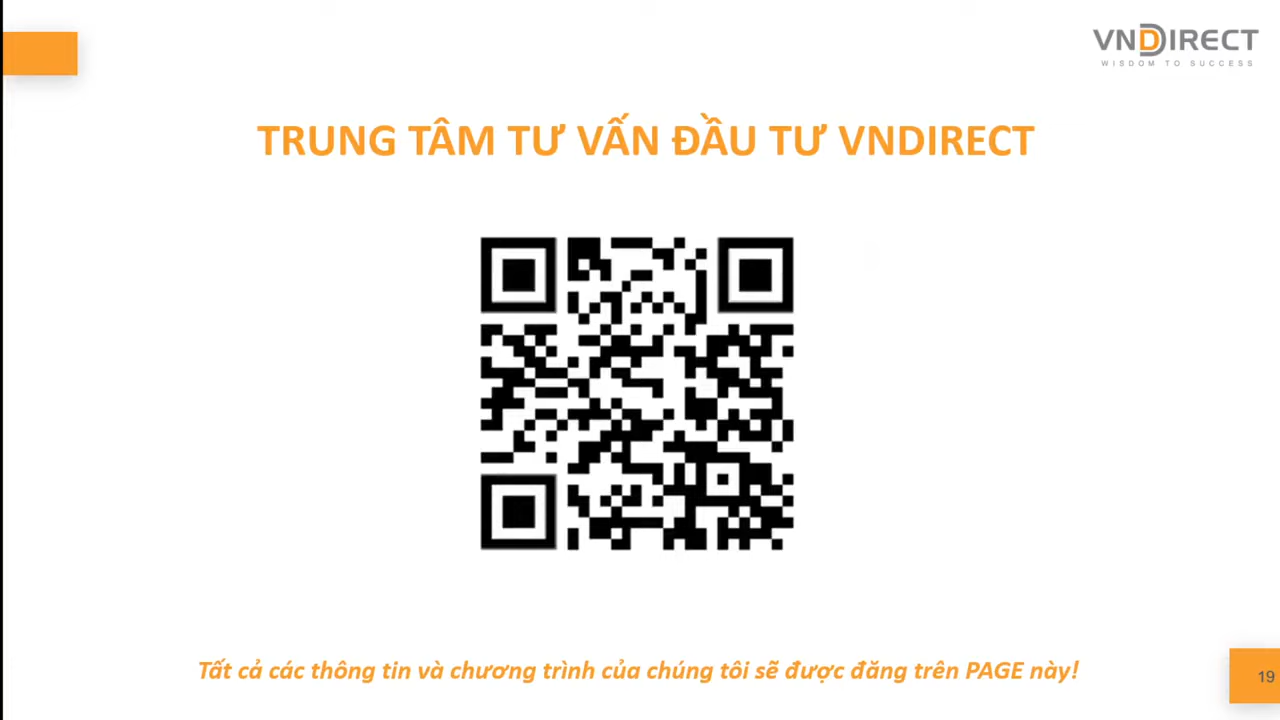 VNDIRECT
WISDOM TO SUCCESS
TRUNG TÂM TƯ VẤN ĐẦU TƯ VNDIRECT
Tất cả các thông tin và chương trình của chúng tôi sẽ được đăng trên PAGE này!
19